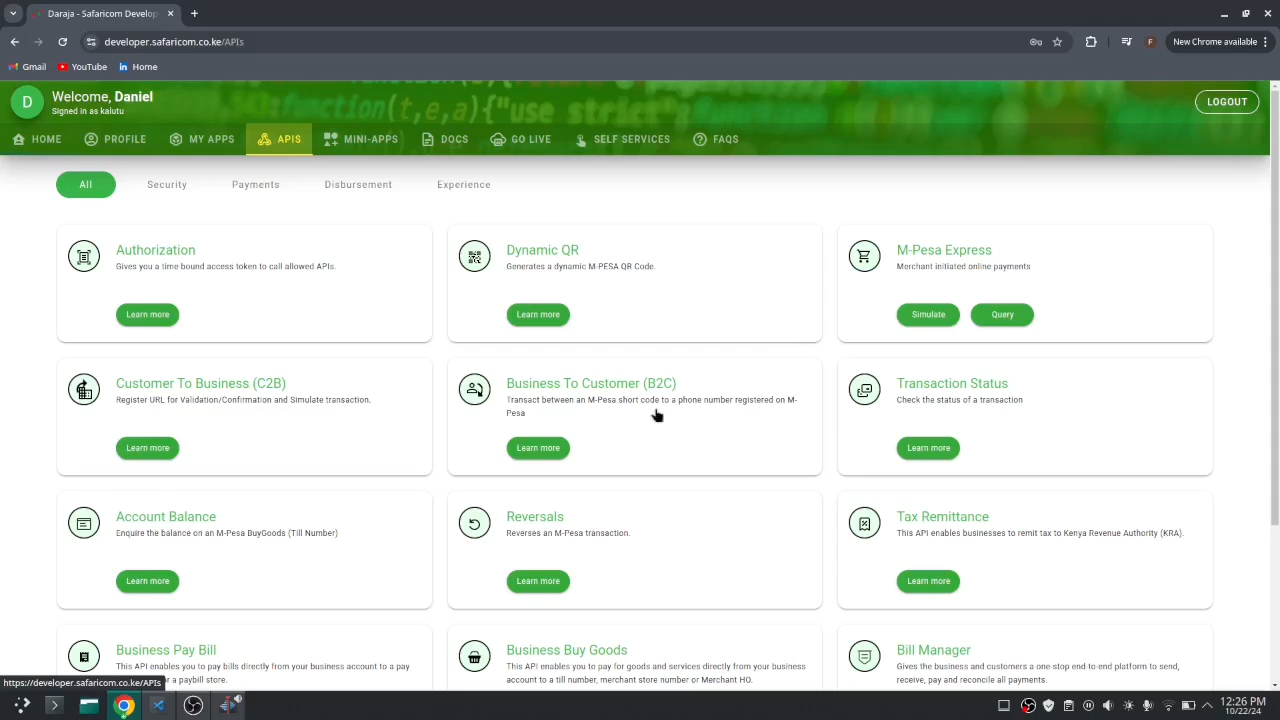 Daraja - Safaricom Develop
developer.safaricom.co.ke/APIs
New Chrome available
Gmail
YouTube
Home
D
Welcome, Daniel
Signed in as kalutu
function(t,e,a){"use strict
LOGOUT
HOME
PROFILE
MY APPS
APIS
MINI-APPS
DOCS
GO LIVE
SELF SERVICES
FAQS
All
Security
Payments
Disbursement
Experience
Authorization
Gives you a time bound access token to call allowed APIs.
Learn more
Dynamic QR
Generates a dynamic M-PESA QR Code.
Learn more
M-Pesa Express
Merchant initiated online payments
Simulate
Query
Customer To Business (C2B)
Register URL for Validation/Confirmation and Simulate transaction.
Learn more
Business To Customer (B2C)
Transact between an M-Pesa short code to a phone number registered on M-
Pesa
Learn more
Transaction Status
Check the status of a transaction
Learn more
Account Balance
Enquire the balance on an M-Pesa BuyGoods (Till Number)
Learn more
Reversals
Reverses an M-Pesa transaction.
Learn more
Tax Remittance
This API enables businesses to remit tax to Kenya Revenue Authority (KRA).
Learn more
Business Pay Bill
This API enables you to pay bills directly from your business account to a pay
r a paybill store.
Business Buy Goods
This API enables you to pay for goods and services directly from your business
account to a till number, merchant store number or Merchant HO.
Bill Manager
Gives the business and customers a one-stop end-to-end platform to send,
receive, pay and reconcile all payments.
https://developer.safaricom.co.ke/APIs
12:26 PM
10/22/24